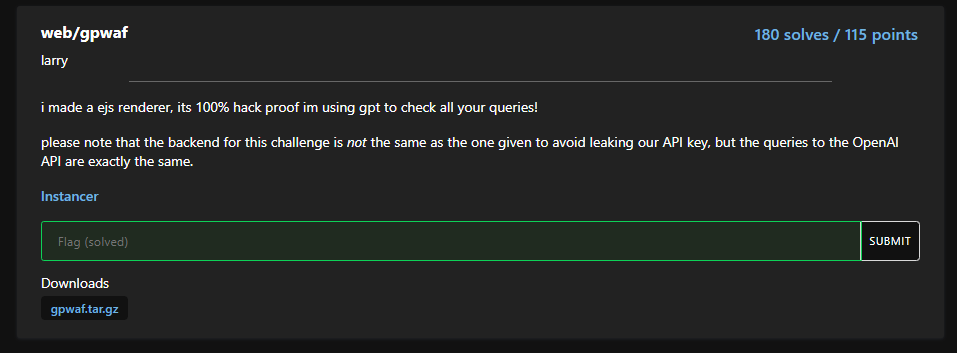 web/gpwaf
180 solves / 115 points
larry
i made a ejs renderer, its 100% hack proof im using gpt to check all your queries!
please note that the backend for this challenge is not the same as the one given to avoid leaking our API key, but the queries to the OpenAI
API are exactly the same.
Instancer
Flag (solved)
SUBMIT
Downloads
gpwaf.tar.gz